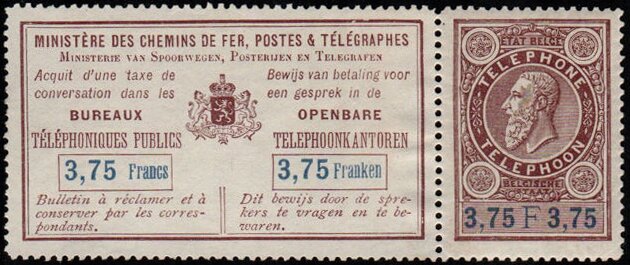 MINISTÈRE DES CHEMINS DE FER, POSTES & TÉLÉGRAPHES
MINISTERIE VAN SPOORWEGEN, POSTERIJEN EN TELEGRAFEN
Acquit d'une taxe de
conversation dans les
BUREAUX
TÉLÉPHONIQUES PUBLICS
3,75 Francs
Bulletin à réclamer et à
conserver par les corres-
pondants.
Bewijs van betaling voor
een gesprek in de
OPENBARE
TELEPHOONKANTOREN
3,75 Franken
Dit bewijs door de spre-
kers te vragen en te be-
waren.
ETAT BELGE
TELEPHONE
TELEPHOON
BELGISCHE
STAAT
3,75 F 3,75